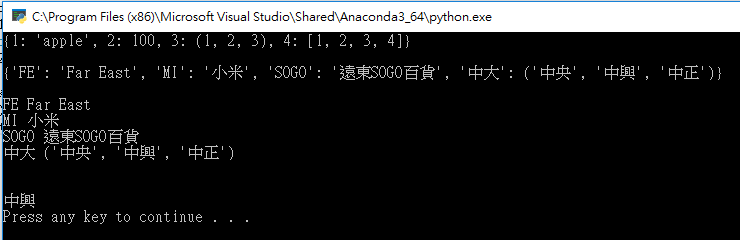 C:\Program Files (x86)\Microsoft Visual Studio\Shared\Anaconda3_64\python.exe
{1: 'apple', 2: 100, 3: (1, 2, 3), 4: [1, 2, 3, 4]}
{'FE': 'Far East', 'MI': '小米', 'SOGO': '遠東SOGO百貨', '中大': ('中央', '中興', '中正')}
FE Far East
MI 小米
SOGO 遠東SOGO百貨
中大 ('中央', '中興', '中正')
中興
Press any key to continue . . .